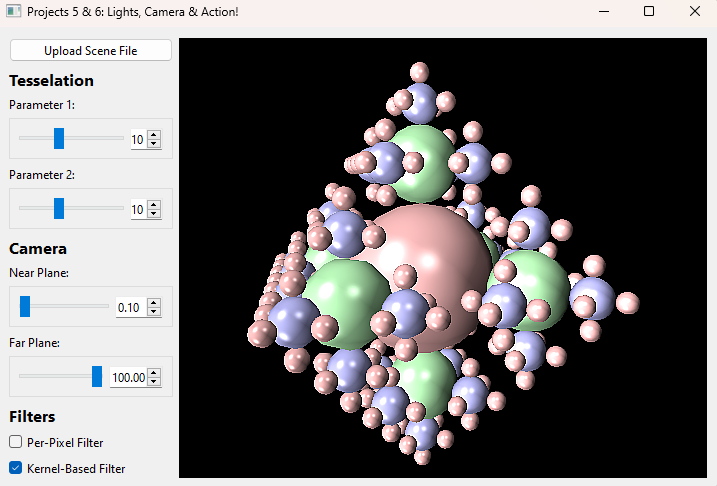 Projects 5 & 6: Lights, Camera & Action!
Upload Scene File
Tesselation
Parameter 1:
10
Parameter 2:
10
Camera
Near Plane:
0.10
Far Plane:
100.00
Filters
Per-Pixel Filter
Kernel-Based Filter